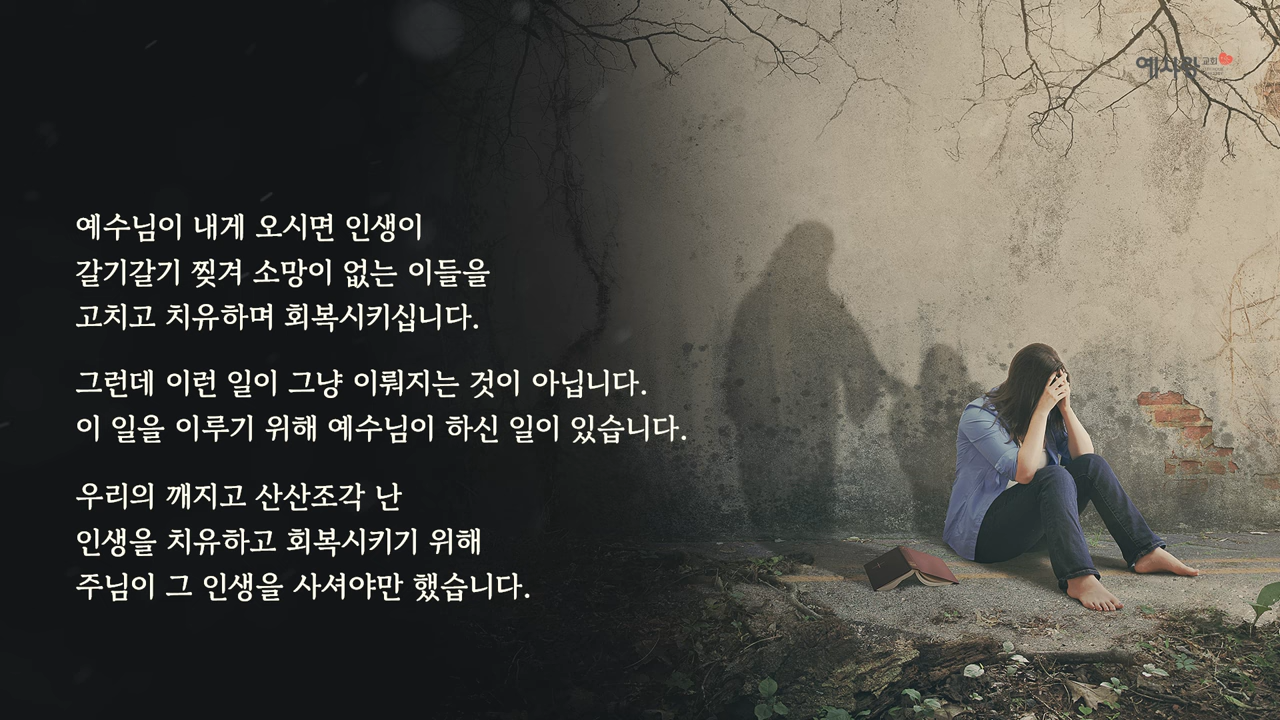 예사랑교회
예수님이 내게 오시면 인생이
갈기갈기 찢겨 소망이 없는 이들을
고치고 치유하며 회복시키십니다.
그런데 이런 일이 그냥 이뤄지는 것이 아닙니다.
이 일을 이루기 위해 예수님이 하신 일이 있습니다.
우리의 깨지고 산산조각 난
인생을 치유하고 회복시키기 위해
주님이 그 인생을 사셔야만 했습니다.